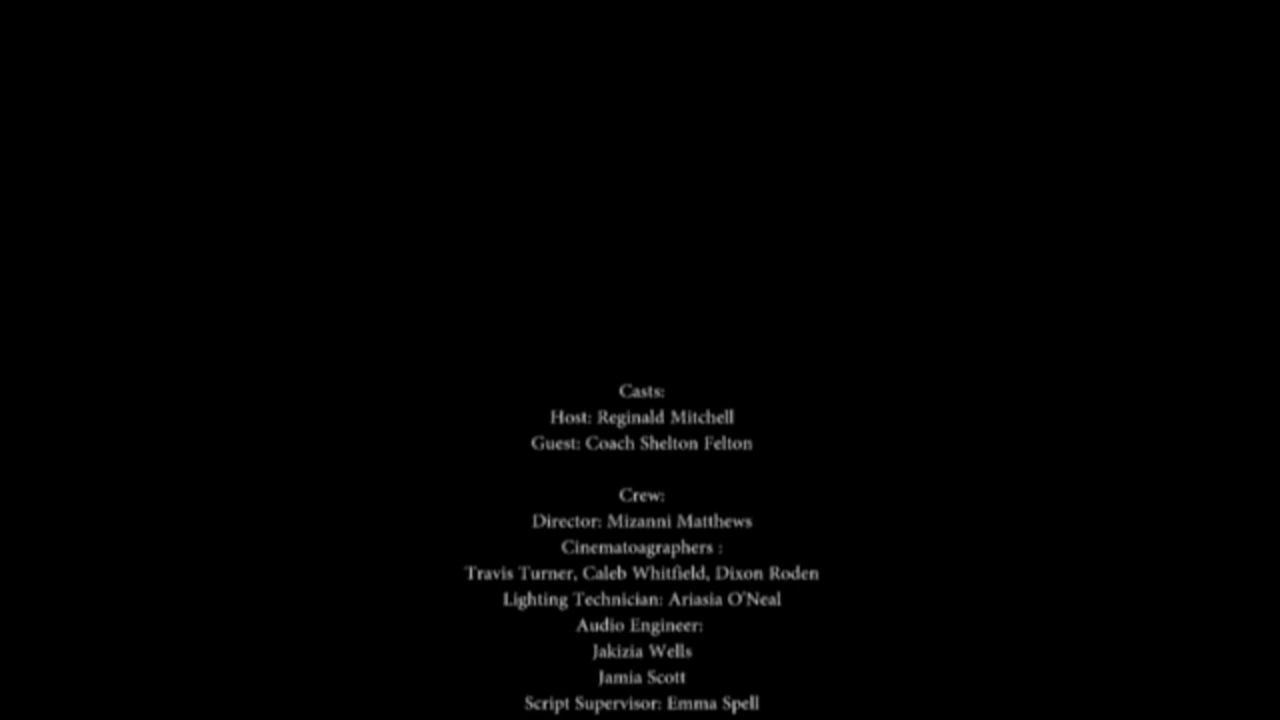 Casts:
Host: Reginald Mitchell
Guest: Coach Shelton Felton
Crew:
Director: Mizanni Matthews
Cinematoagraphers :
Travis Turner, Caleb Whitfield, Dixon Roden
Lighting Technician: Ariasia O'Neal
Audio Engineer:
Jakizia Wells
Jamia Scott
Script Supervisor: Emma Spell